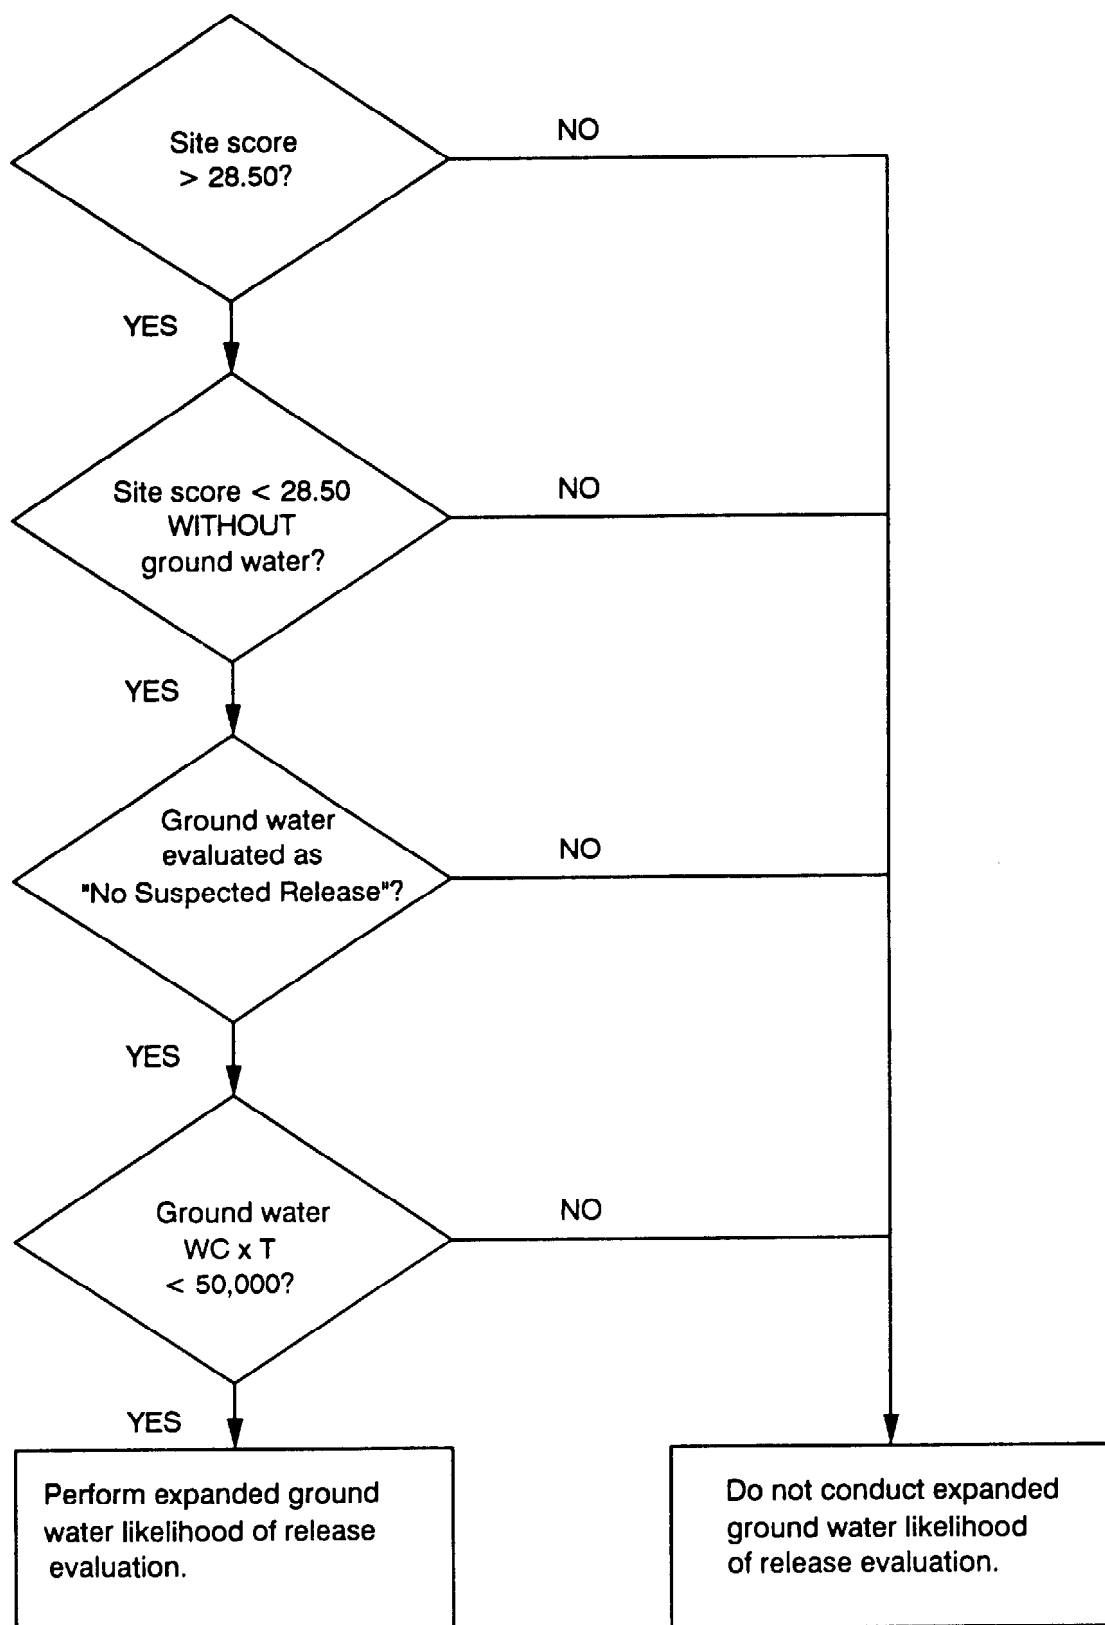 Site score
> 28.50?
NO
YES
Site score < 28.50
WITHOUT
ground water?
NO
YES
Ground water
evaluated as
"No Suspected Release"?
NO
YES
Ground water
WC x T
< 50,000?
NO
YES
Perform expanded ground
water likelihood of release
evaluation.
Do not conduct expanded
ground water likelihood
of release evaluation.